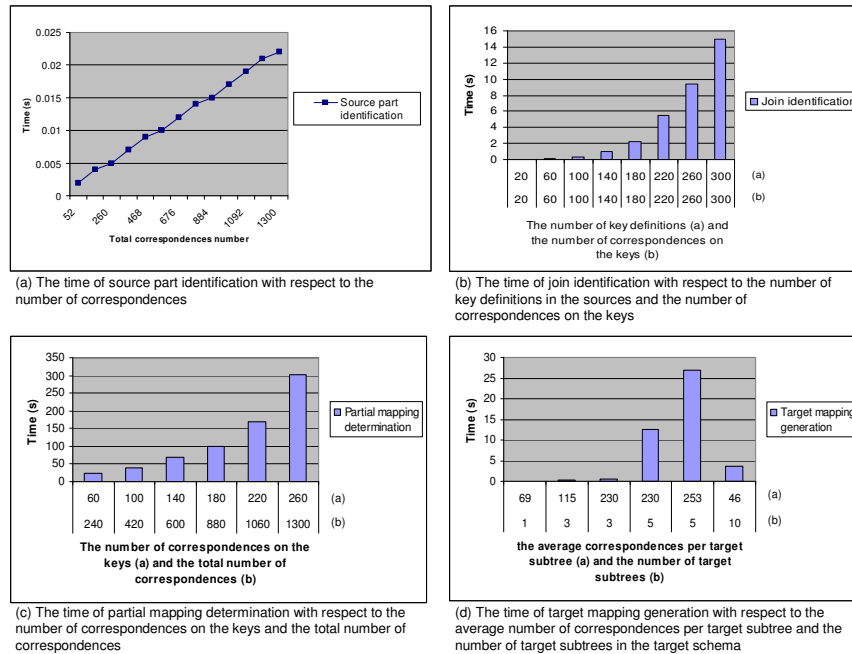 0.025
0.02
0.015
0.01
0.005
0
Time (s)
52
260
468
676
884
1092
1300
Total correspondences number
Source part
identification
(a) The time of source part identification with respect to the
number of correspondences
16
14
12
10
8
6
4
2
0
Time (s)
20 60 100 140 180 220 260 300 (a)
20 60 100 140 180 220 260 300 (b)
The number of key definitions (a) and
the number of correspondences on
the keys (b)
Join identification
(b) The time of join identification with respect to the number of
key definitions in the sources and the number of
correspondences on the keys
350
300
250
200
150
100
50
0
Time (s)
60 100 140 180 220 260 (a)
240 420 600 880 1060 1300 (b)
The number of correspondences on the
keys (a) and the total number of
correspondences (b)
Partial mapping
determination
(c) The time of partial mapping determination with respect to the
number of correspondences on the keys and the total number of
correspondences
30
25
20
15
10
5
0
Time (s)
69 115 230 230 253 46 (a)
1 3 3 5 5 10 (b)
the average correspondences per target
subtree (a) and the number of target
subtrees (b)
Target mapping
generation
(d) The time of target mapping generation with respect to the
average number of correspondences per target subtree and the
number of target subtrees in the target schema